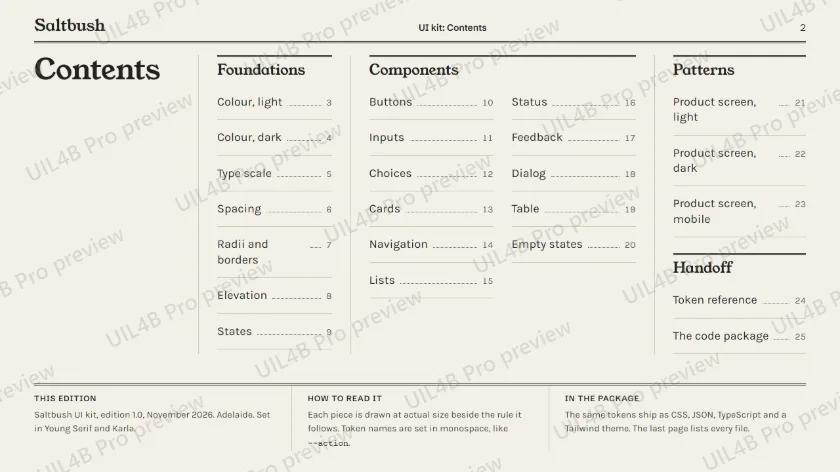 Saltbush
UI kit: Contents
2
Contents
Foundations
Colour, light 3
Colour, dark 4
Type scale 5
Spacing 6
Radii and 7
borders
Elevation 8
States 9
Components
Buttons 10
Inputs 11
Choices 12
Cards 13
Navigation 14
Lists 15
Status 16
Feedback 17
Dialog 18
Table 19
Empty states 20
Patterns
Product screen, 21
light
Product screen, 22
dark
Product screen, 23
mobile
Handoff
Token reference 24
The code package 25
THIS EDITION
Saltbush UI kit, edition 1.0, November 2026. Adelaide. Set
in Young Serif and Karla.
HOW TO READ IT
Each piece is drawn at actual size beside the rule it
follows. Token names are set in monospace, like
--action.
IN THE PACKAGE
The same tokens ship as CSS, JSON, TypeScript and a
Tailwind theme. The last page lists every file.
UIL4B Pro preview